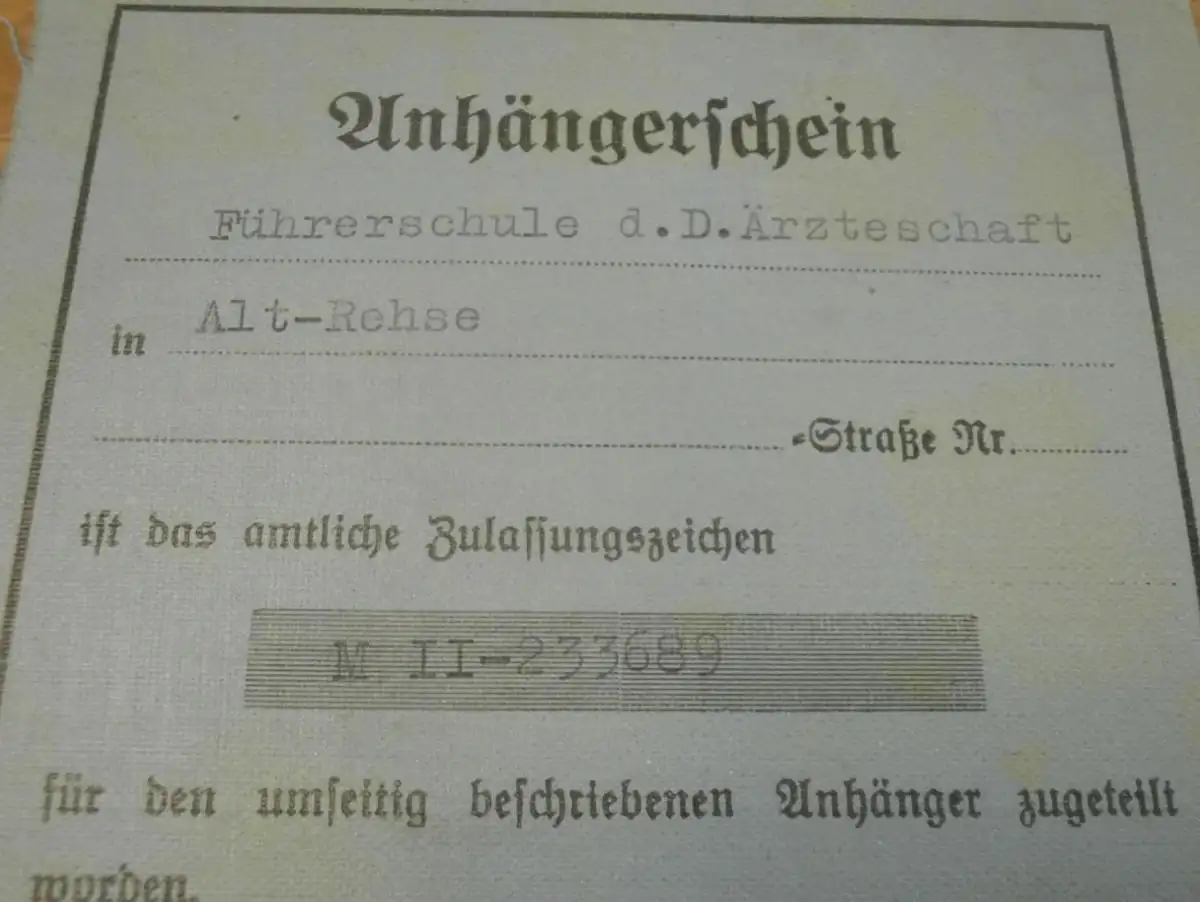 Anhängerschein
Führerschule d.D.Ärzteschaft
in Alt-Rehse
-Straße Nr.
ist das amtliche Zulassungszeichen
M II-233689
für den umseitig beschriebenen Anhänger zugeteilt
worden.